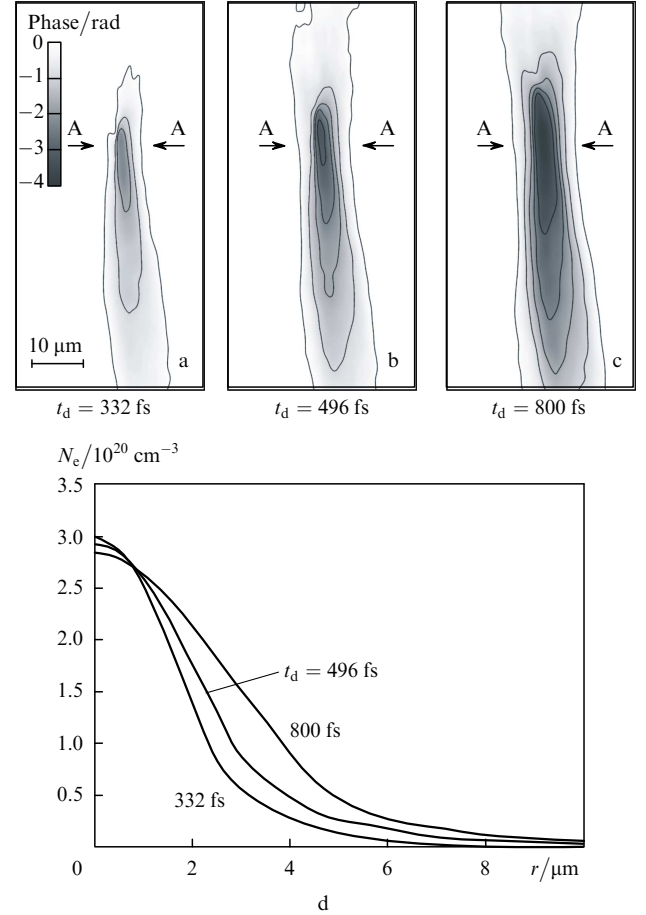 Phase/rad
0
−1
−2
−3
−4
A A
A A
A A
10 μm
a
b
c
t_d = 332 fs
t_d = 496 fs
t_d = 800 fs
N_e/10²⁰ cm⁻³
3.5
3.0
2.5
2.0
1.5
1.0
0.5
t_d = 496 fs
800 fs
332 fs
0 2 4 6 8 r/μm
d